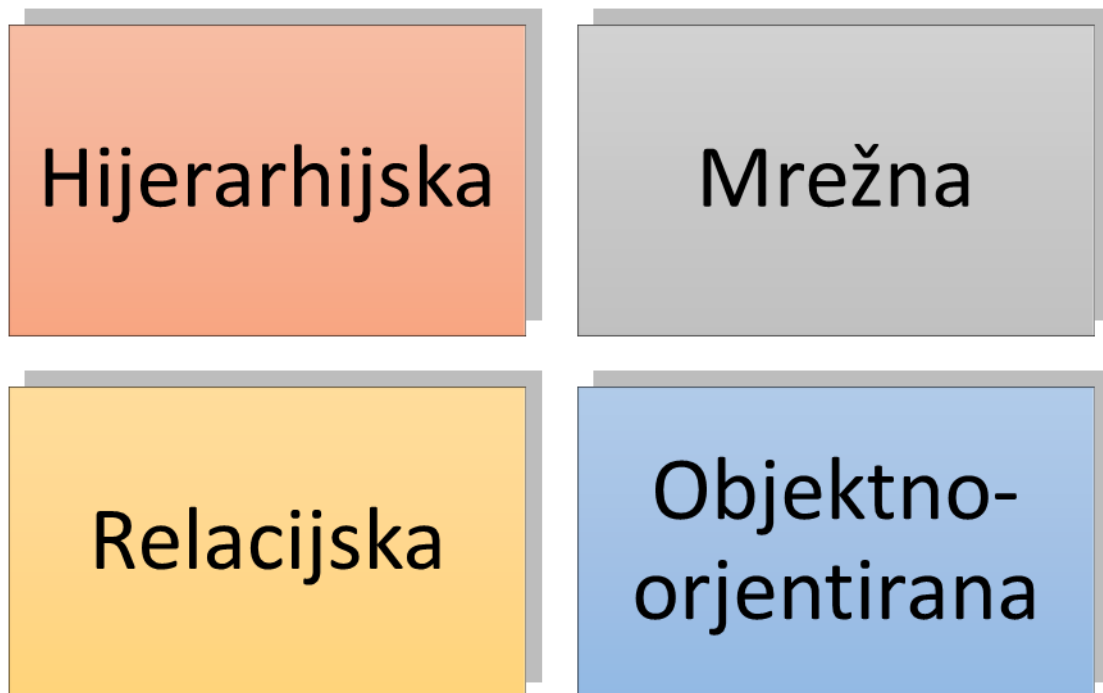 Hijerarhijska
Mrežna
Relacijska
Objektno-
orjentirana